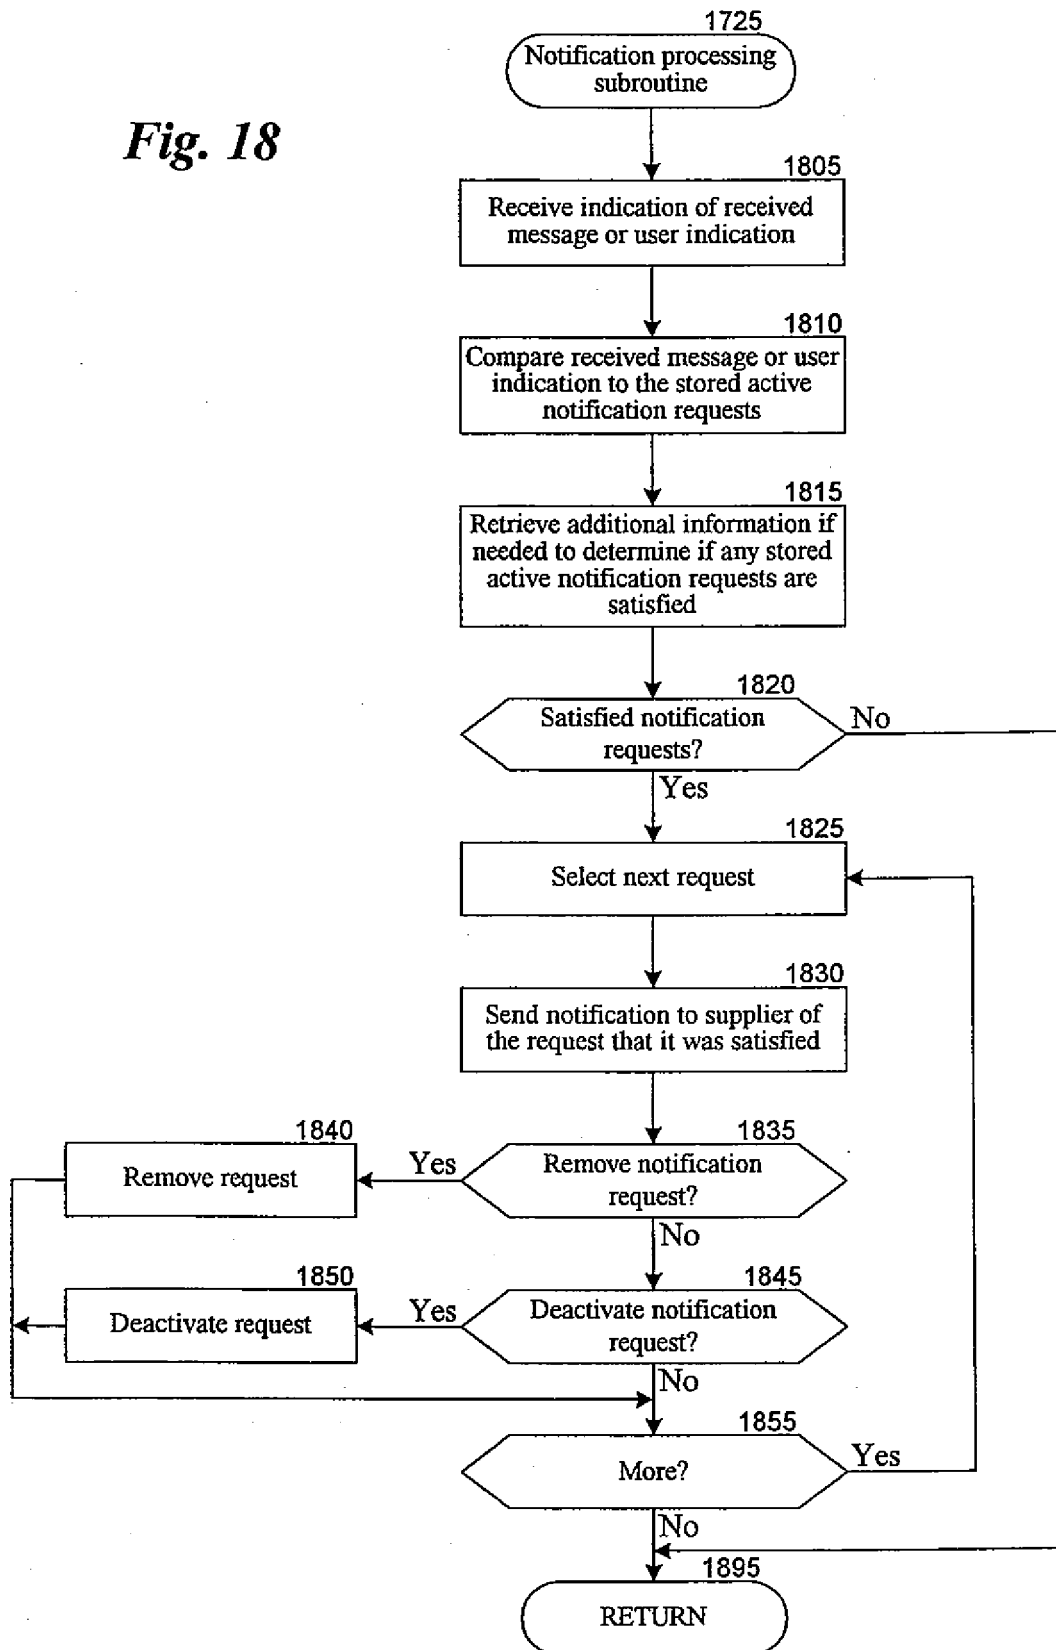 1725
Notification processing
subroutine
Fig. 18
1805
Receive indication of received
message or user indication
1810
Compare received message or user
indication to the stored active
notification requests
1815
Retrieve additional information if
needed to determine if any stored
active notification requests are
satisfied
1820
Satisfied notification
requests?
No
Yes
1825
Select next request
1830
Send notification to supplier of
the request that it was satisfied
1835
Remove notification
request?
Yes
1840
Remove request
No
1845
Deactivate notification
request?
Yes
1850
Deactivate request
No
1855
More?
Yes
No
1895
RETURN